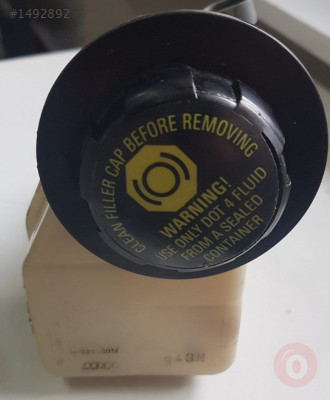 #1492892
CLEAN FILLER CAP BEFORE REMOVING
WARNING!
USE ONLY DOT 4 FLUID
FROM A SEALED
CONTAINER